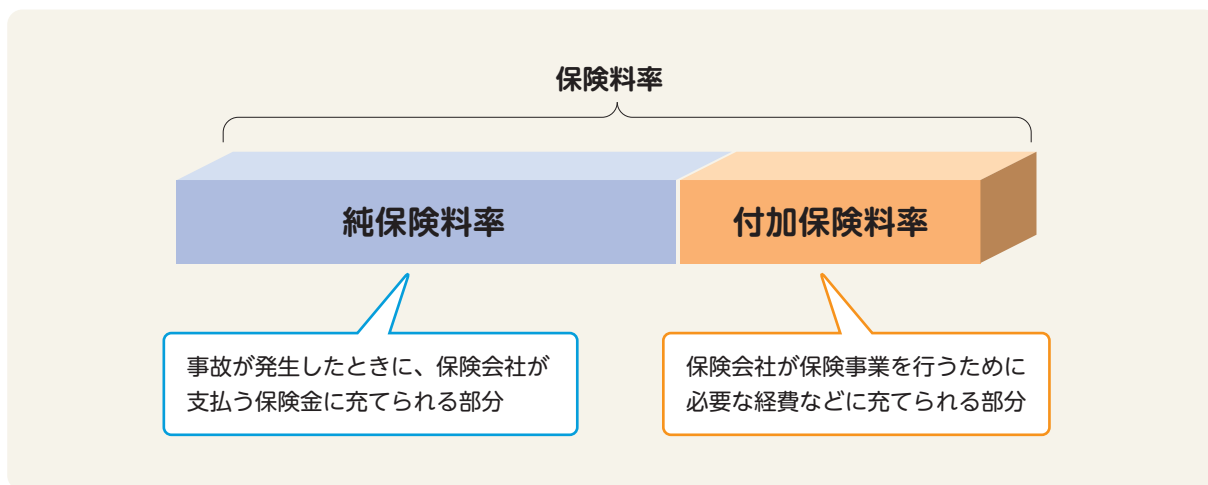 保険料率
純保険料率
付加保険料率
事故が発生したときに、保険会社が
支払う保険金に充てられる部分
保険会社が保険事業を行うために
必要な経費などに充てられる部分